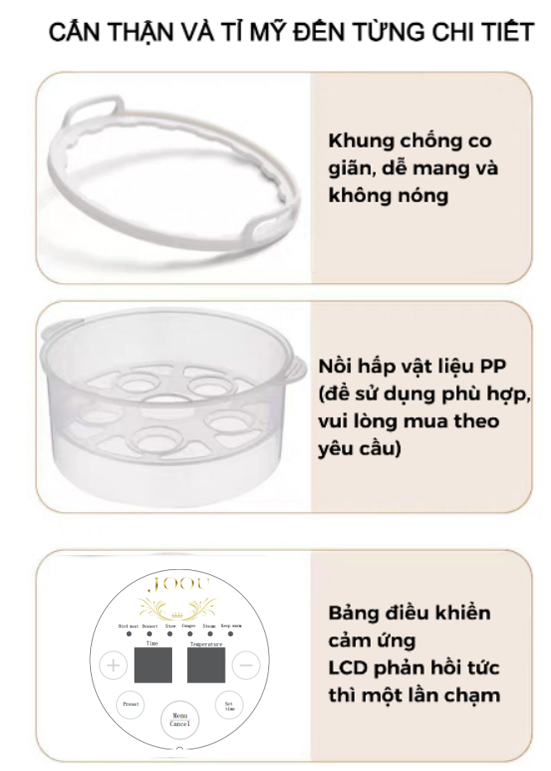 CẨN THẬN VÀ TỈ MỸ ĐẾN TỪNG CHI TIẾT
Khung chống co
giãn, dễ mang và
không nóng
Nồi hấp vật liệu PP
(để sử dụng phù hợp,
vui lòng mua theo
yêu cầu)
JOOU
Bird nest Dessert Stew Congee Steam Keep warm
Time Temperature
+ −
Preset
Set
time
Menu
Cancel
Bảng điều khiển
cảm ứng
LCD phản hồi tức
thì một lần chạm